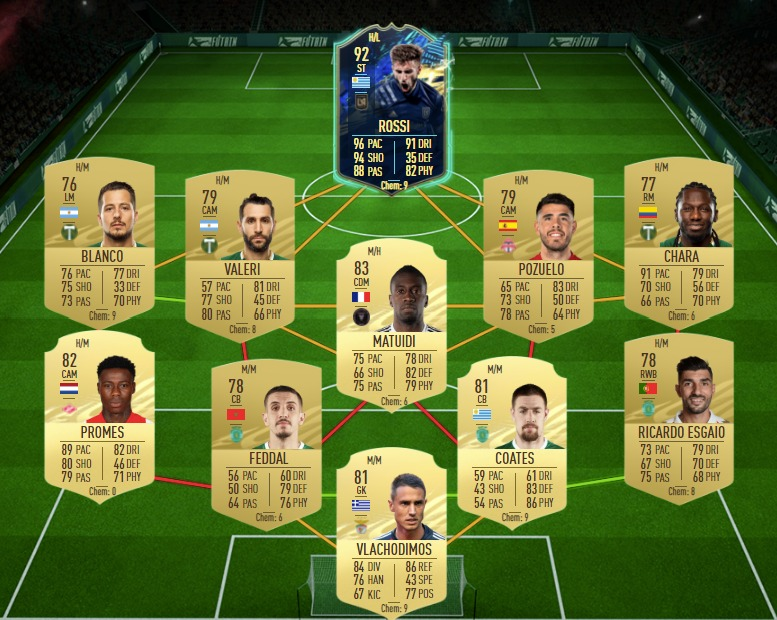 H/L
92
ST
ROSSI
96 PAC 91 DRI
94 SHO 35 DEF
88 PAS 82 PHY
Chem: 9
H/M
76
LM
BLANCO
76 PAC 77 DRI
75 SHO 33 DEF
73 PAS 70 PHY
Chem: 9
H/M
79
CAM
VALERI
57 PAC 81 DRI
77 SHO 45 DEF
80 PAS 66 PHY
Chem: 8
M/H
83
CDM
MATUIDI
75 PAC 78 DRI
66 SHO 82 DEF
75 PAS 79 PHY
Chem: 6
H/M
79
CAM
POZUELO
65 PAC 83 DRI
73 SHO 50 DEF
78 PAS 64 PHY
Chem: 5
H/M
77
RM
CHARA
91 PAC 79 DRI
70 SHO 56 DEF
66 PAS 70 PHY
Chem: 6
H/M
82
CAM
PROMES
89 PAC 82 DRI
80 SHO 46 DEF
79 PAS 71 PHY
Chem: 0
M/M
78
CB
FEDDAL
56 PAC 60 DRI
50 SHO 79 DEF
64 PAS 76 PHY
Chem: 6
M/M
81
CB
COATES
59 PAC 61 DRI
43 SHO 83 DEF
54 PAS 86 PHY
Chem: 9
H/M
78
RWB
RICARDO ESGAIO
73 PAC 79 DRI
67 SHO 70 DEF
75 PAS 68 PHY
Chem: 8
M/M
81
GK
VLACHODIMOS
84 DIV 86 REF
76 HAN 43 SPE
67 KIC 77 POS
Chem: 9